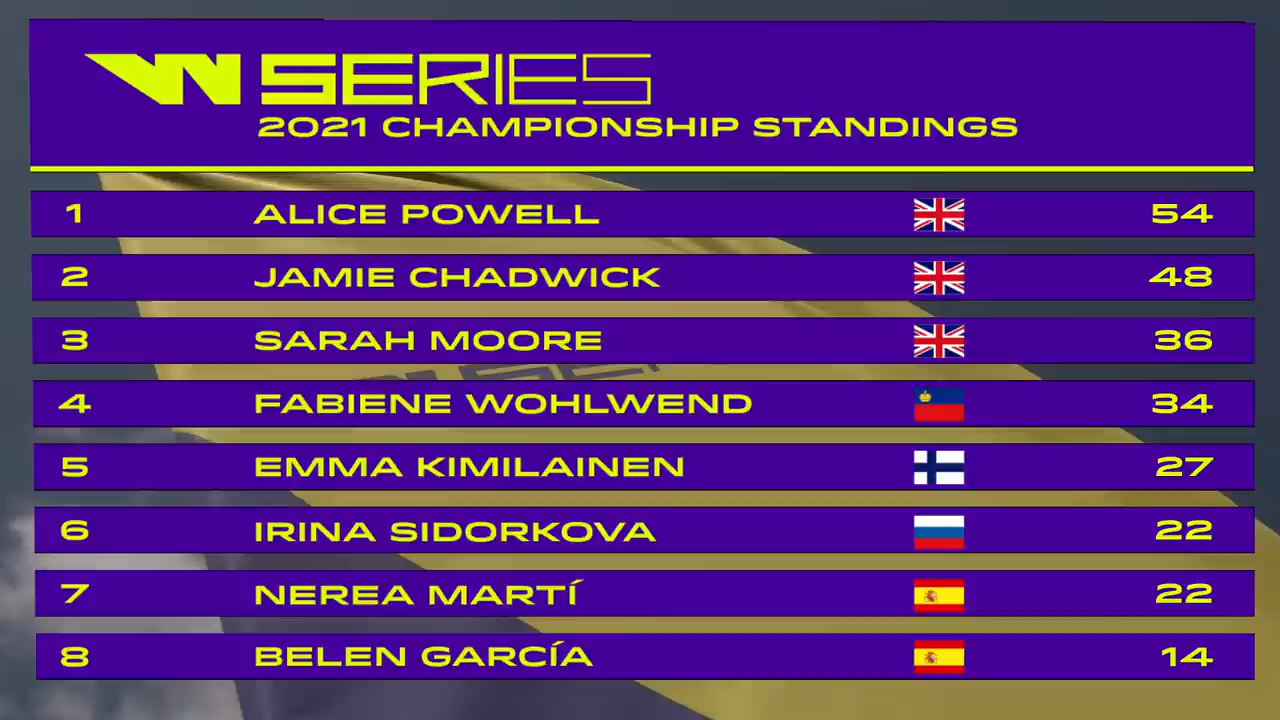 W SERIES
2021 CHAMPIONSHIP STANDINGS
1 ALICE POWELL 54
2 JAMIE CHADWICK 48
3 SARAH MOORE 36
4 FABIENE WOHLWEND 34
5 EMMA KIMILAINEN 27
6 IRINA SIDORKOVA 22
7 NEREA MARTÍ 22
8 BELEN GARCÍA 14